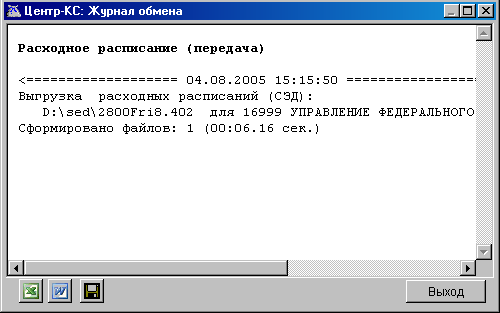 Центр-КС: Журнал обмена
Расходное расписание (передача)
<=================== 04.08.2005 15:15:50 =================
Выгрузка  расходных расписаний (СЭД):
   D:\sed\2800Fri8.402  для 16999 УПРАВЛЕНИЕ ФЕДЕРАЛЬНОГО
Сформировано файлов: 1 (00:06.16 сек.)
Выход